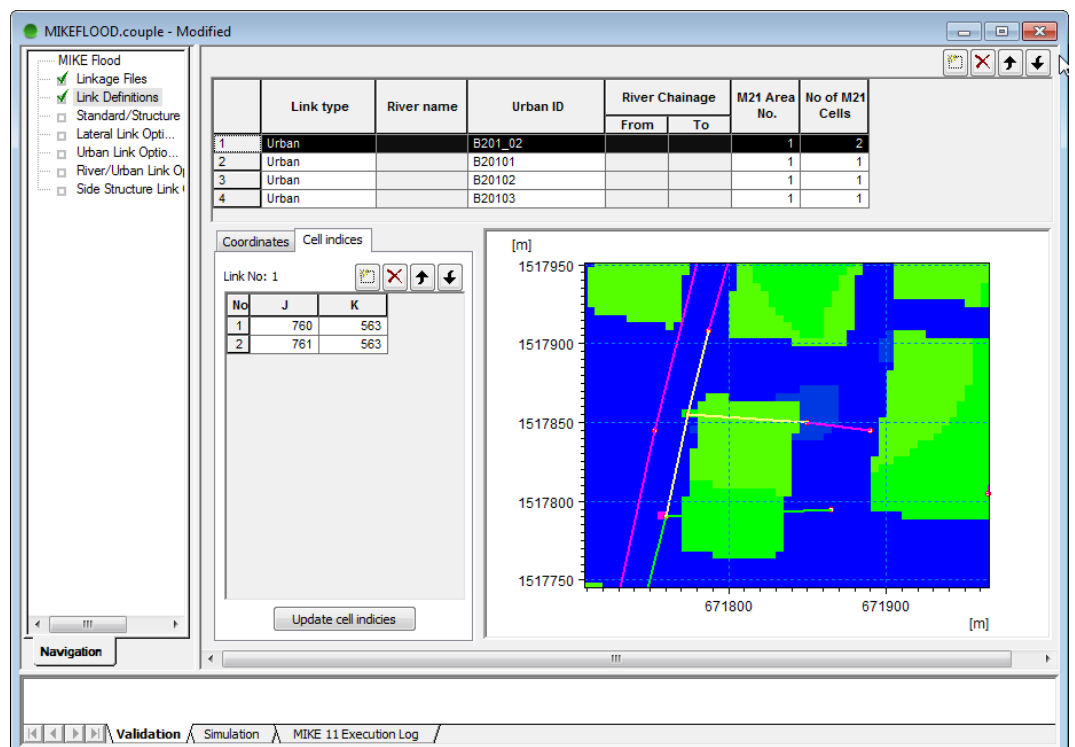 MIKEFLOOD.couple - Modified
MIKE Flood
Linkage Files
Link Definitions
Standard/Structure
Lateral Link Opti...
Urban Link Optio...
River/Urban Link O
Side Structure Link
Navigation
Link type River name Urban ID River Chainage M21 Area No. No of M21 Cells
From To
1 Urban B201_02 1 2
2 Urban B20101 1 1
3 Urban B20102 1 1
4 Urban B20103 1 1
Coordinates Cell indices
Link No: 1
No J K
1 760 563
2 761 563
Update cell indicies
[m]
1517950
1517900
1517850
1517800
1517750
671800 671900
[m]
Validation Simulation MIKE 11 Execution Log